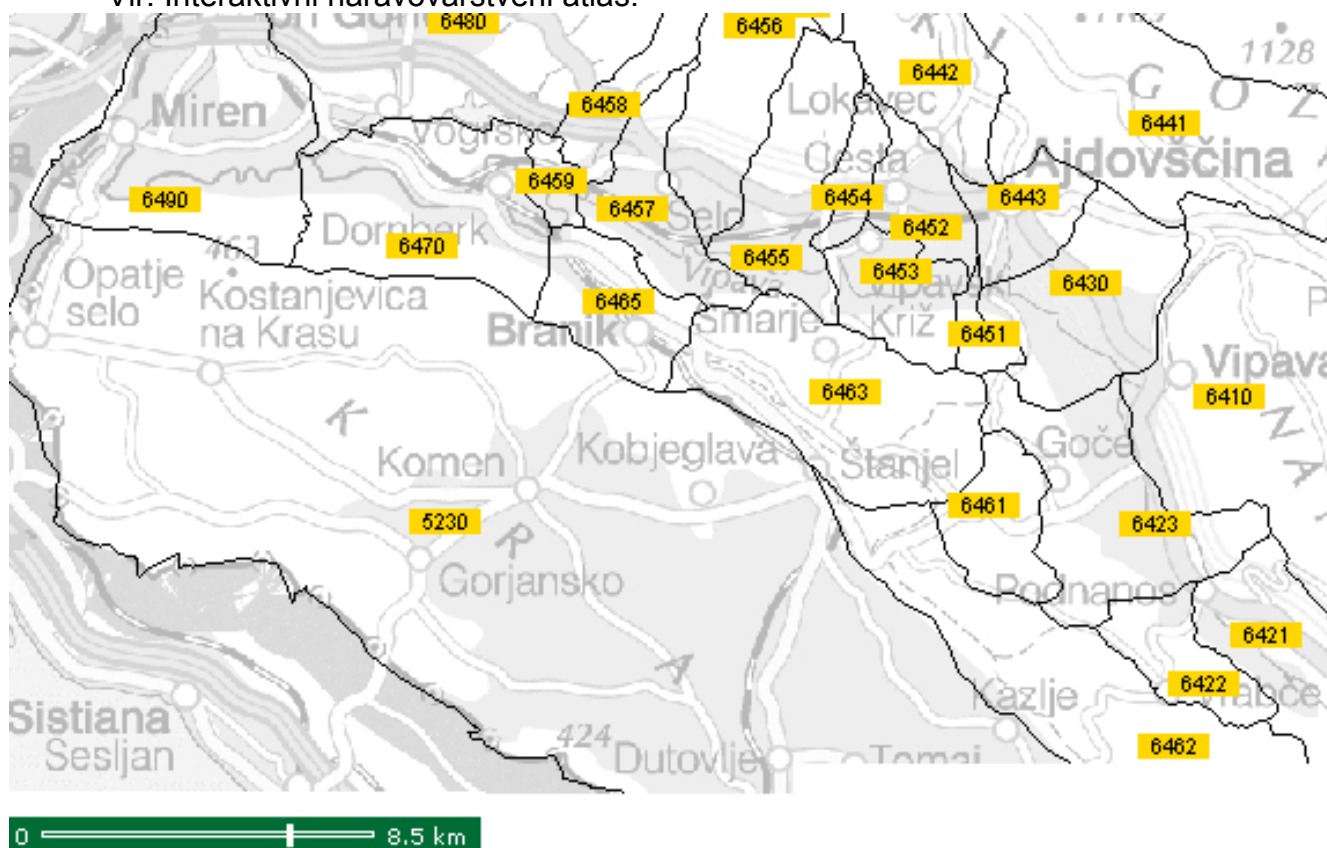 Vir: Interaktivni naravovarstveni atlas.
6480
6456
1128
6442
6458
Lokavec
G O Z
Miren
Vogrsko
6441
Cesta
Ajdovščina
6459
6490
6457
6454
6443
Selo
6452
Dornberk
6470
463
6455
6453
Vipava
Vipavski
Križ
6430
Opatje
selo
Kostanjevica
na Krasu
6465
Branik
Šmarje
6451
Vipava
6463
6410
K
N
A
Goče
Komen
Kobjeglava
Štanjel
6461
5230
R
6423
Gorjansko
Podnanos
6421
A
6422
Vrabče
Kazlje
Sistiana
Sesljan
424
Dutovlje
Tomaj
6462
0
8.5 km